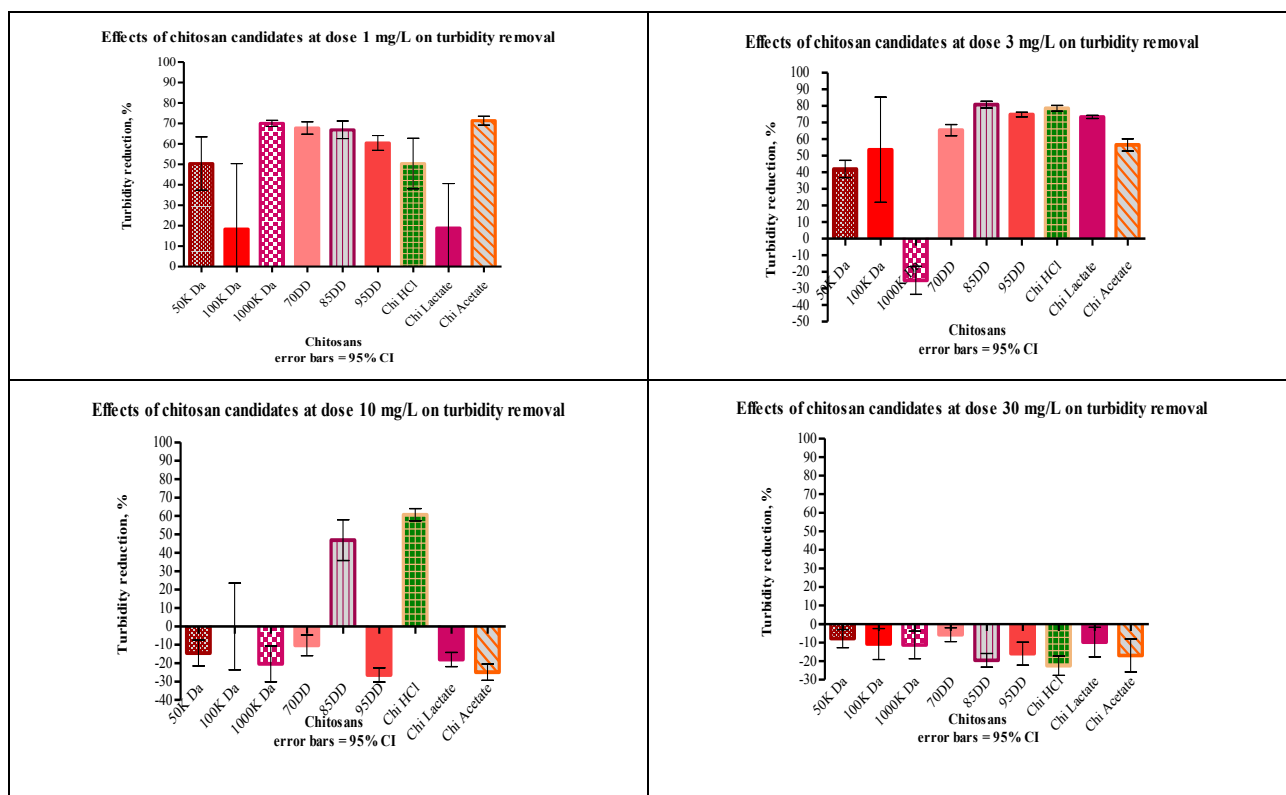 Effects of chitosan candidates at dose 1 mg/L on turbidity removal
Turbidity reduction, %
80
70
60
50
40
30
20
10
0
50K Da
100K Da
1000K Da
70DD
85DD
95DD
Chi HCl
Chi Lactate
Chi Acetate
Chitosans
error bars = 95% CI
Effects of chitosan candidates at dose 3 mg/L on turbidity removal
Turbidity reduction, %
100
90
80
70
60
50
40
30
20
10
0
-10
-20
-30
-40
-50
50K Da
100K Da
1000K Da
70DD
85DD
95DD
Chi HCl
Chi Lactate
Chi Acetate
Chitosans
error bars = 95% CI
Effects of chitosan candidates at dose 10 mg/L on turbidity removal
Turbidity reduction, %
100
90
80
70
60
50
40
30
20
10
0
-10
-20
-30
-40
50K Da
100K Da
1000K Da
70DD
85DD
95DD
Chi HCl
Chi Lactate
Chi Acetate
Chitosans
error bars = 95% CI
Effects of chitosan candidates at dose 30 mg/L on turbidity removal
Turbidity reduction, %
100
90
80
70
60
50
40
30
20
10
0
-10
-20
-30
50K Da
100K Da
1000K Da
70DD
85DD
95DD
Chi HCl
Chi Lactate
Chi Acetate
Chitosans
error bars = 95% CI